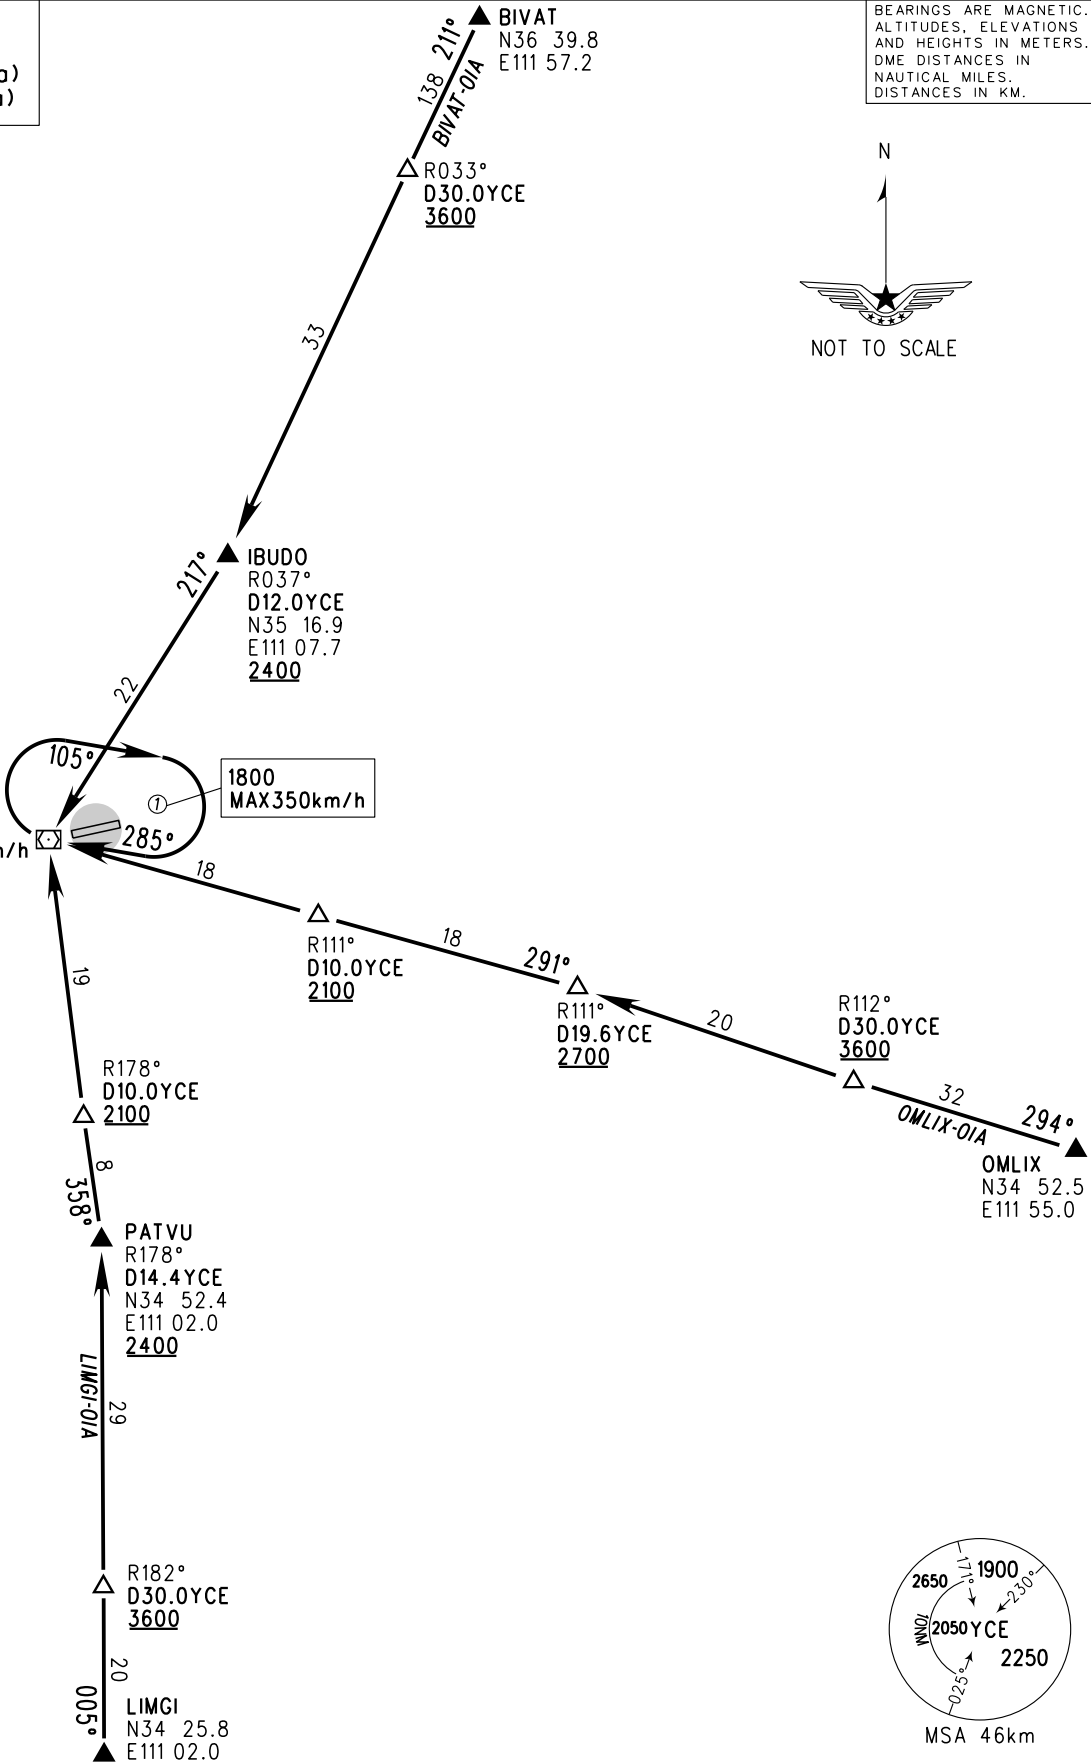 a)
)
BEARINGS ARE MAGNETIC.
ALTITUDES, ELEVATIONS
AND HEIGHTS IN METERS.
DME DISTANCES IN
NAUTICAL MILES.
DISTANCES IN KM.
BIVAT
N36 39.8
E111 57.2
211°
138
BIVAT-01A
R033°
D30.0YCE
3600
N
NOT TO SCALE
33
217°
IBUDO
R037°
D12.0YCE
N35 16.9
E111 07.7
2400
22
105°
1
1800
MAX350km/h
285°
/h
18
R111°
D10.0YCE
2100
18
291°
R111°
D19.6YCE
2700
20
R112°
D30.0YCE
3600
32
OMLIX-01A
294°
OMLIX
N34 52.5
E111 55.0
19
R178°
D10.0YCE
2100
8
358°
PATVU
R178°
D14.4YCE
N34 52.4
E111 02.0
2400
LIMGI-01A
29
R182°
D30.0YCE
3600
20
005°
LIMGI
N34 25.8
E111 02.0
171°
1900
230°
2650
10NM
2050 YCE
2250
025°
MSA 46km